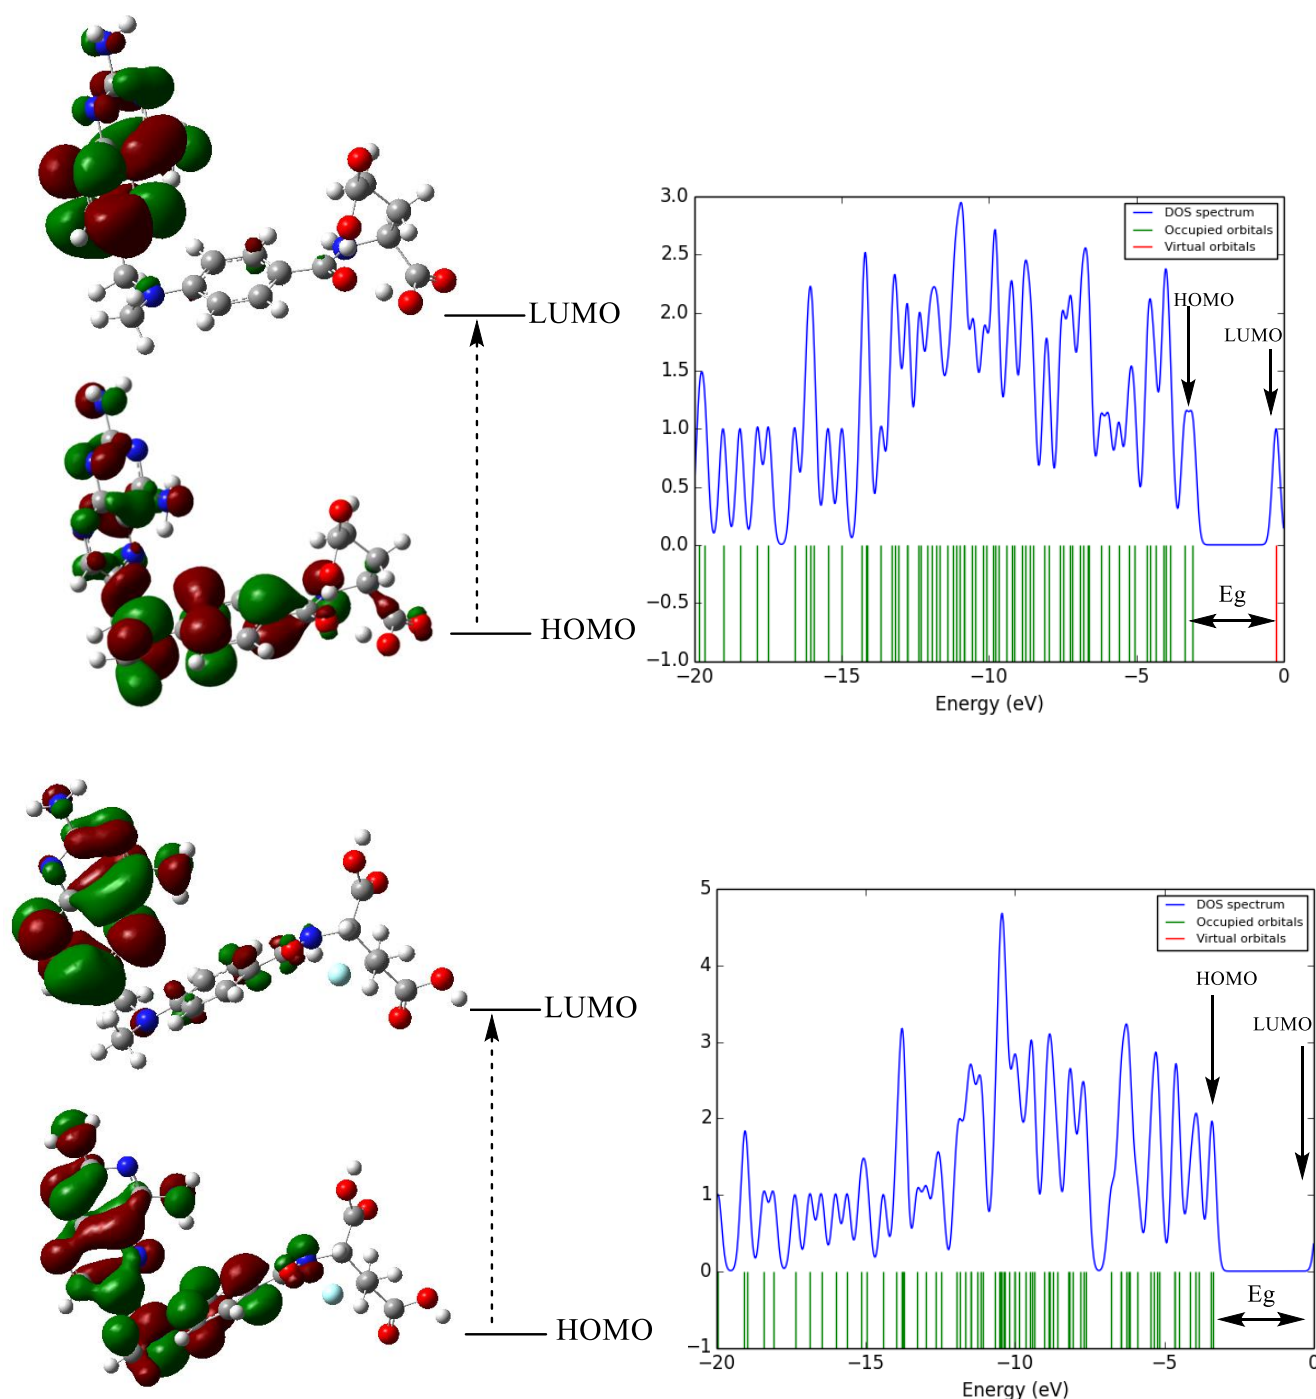 LUMO
HOMO
3.0
2.5
2.0
1.5
1.0
0.5
0.0
−0.5
−1.0
DOS spectrum
Occupied orbitals
Virtual orbitals
HOMO
LUMO
Eg
−20
−15
−10
−5
0
Energy (eV)
LUMO
HOMO
5
4
3
2
1
0
−1
DOS spectrum
Occupied orbitals
Virtual orbitals
HOMO
LUMO
Eg
−20
−15
−10
−5
0
Energy (eV)